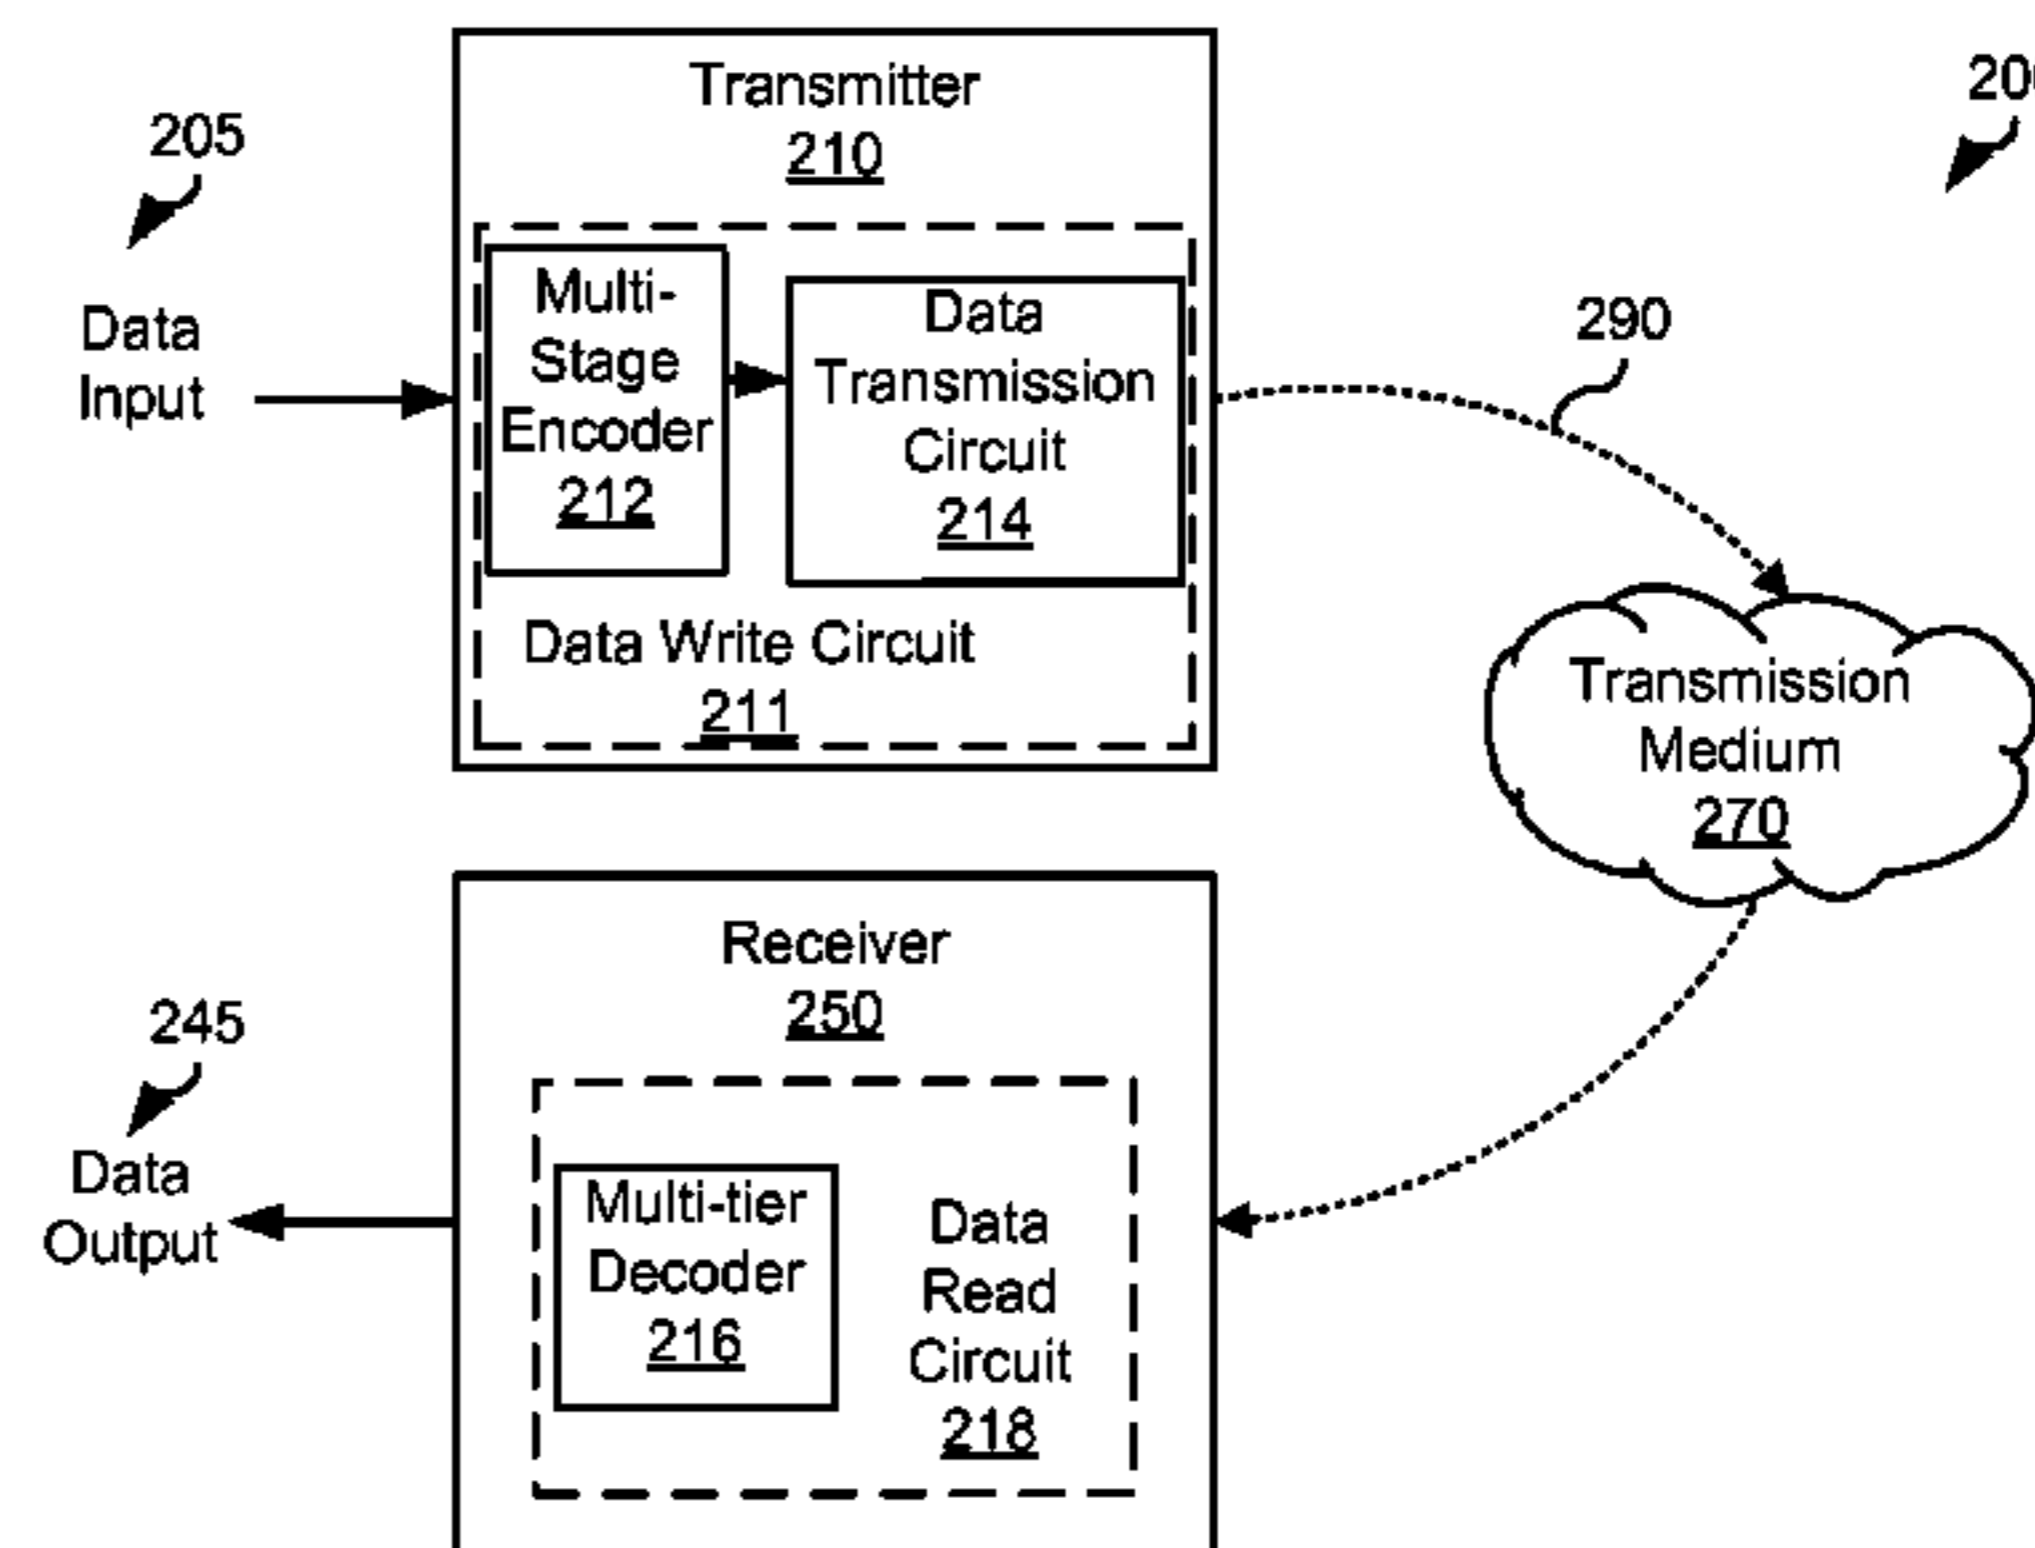 Transmitter
210
205
Data
Input
Multi-
Stage
Encoder
212
Data
Transmission
Circuit
214
Data Write Circuit
211
290
Transmission
Medium
270
Receiver
250
245
Data
Output
Multi-tier
Decoder
216
Data
Read
Circuit
218